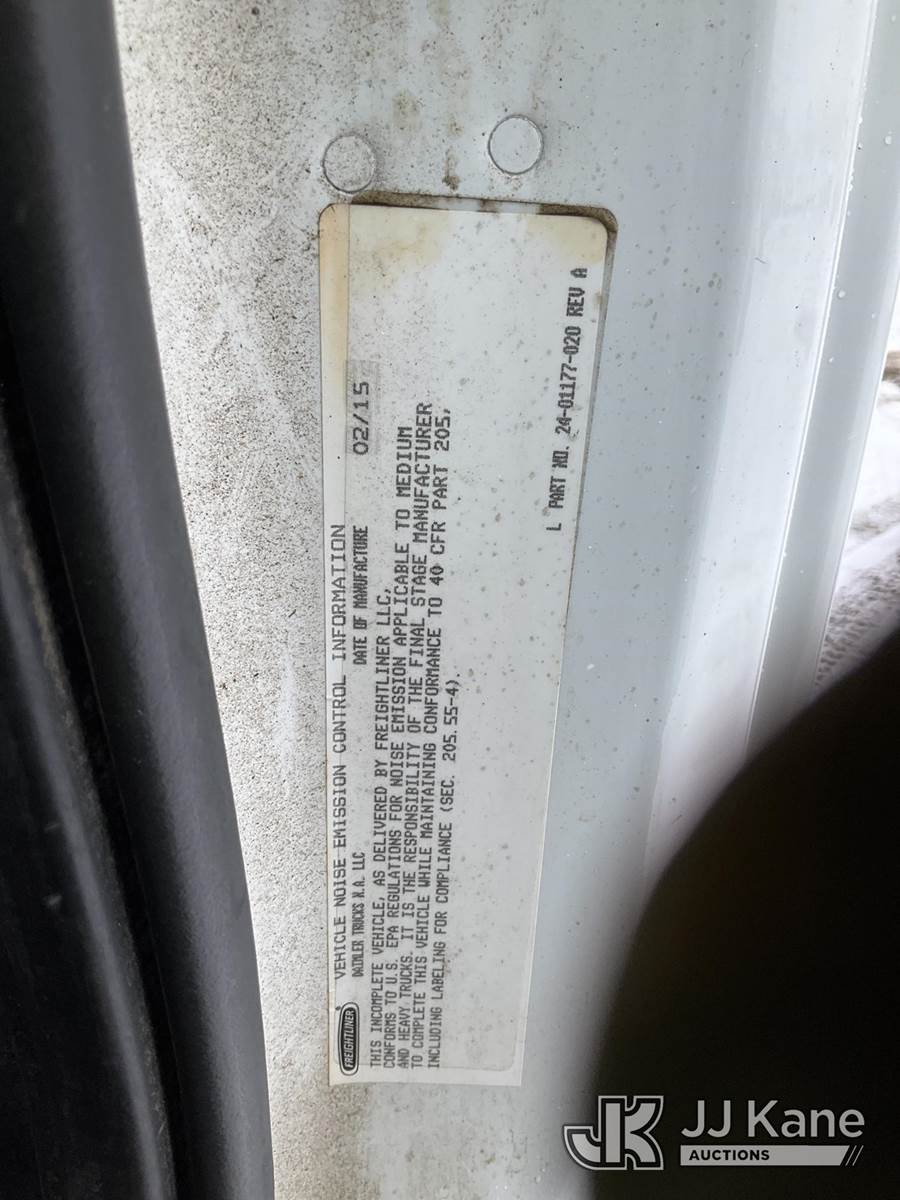 FREIGHTLINER
VEHICLE NOISE EMISSION CONTROL INFORMATION
DAIMLER TRUCKS N.A. LLC DATE OF MANUFACTURE 02/15
THIS INCOMPLETE VEHICLE, AS DELIVERED BY FREIGHTLINER LLC,
CONFORMS TO U.S. EPA REGULATIONS FOR NOISE EMISSION APPLICABLE TO MEDIUM
AND HEAVY TRUCKS. IT IS THE RESPONSIBILITY OF THE FINAL STAGE MANUFACTURER
TO COMPLETE THIS VEHICLE WHILE MAINTAINING CONFORMANCE TO 40 CFR PART 205,
INCLUDING LABELING FOR COMPLIANCE (SEC. 205.55-4).
L PART NO. 24-01177-020 REV A
JK JJ Kane
AUCTIONS